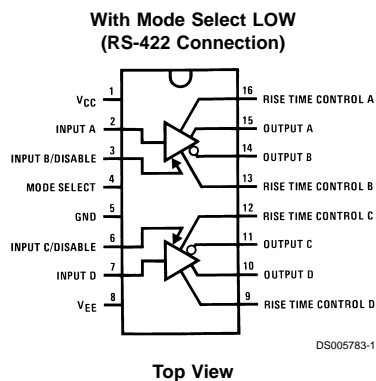 With Mode Select LOW
(RS-422 Connection)
1 16
VCC RISE TIME CONTROL A
2 15
INPUT A OUTPUT A
3 14
INPUT B/DISABLE OUTPUT B
4 13
MODE SELECT RISE TIME CONTROL B
5 12
GND RISE TIME CONTROL C
6 11
INPUT C/DISABLE OUTPUT C
7 10
INPUT D OUTPUT D
8 9
VEE RISE TIME CONTROL D
DS005783-1
Top View